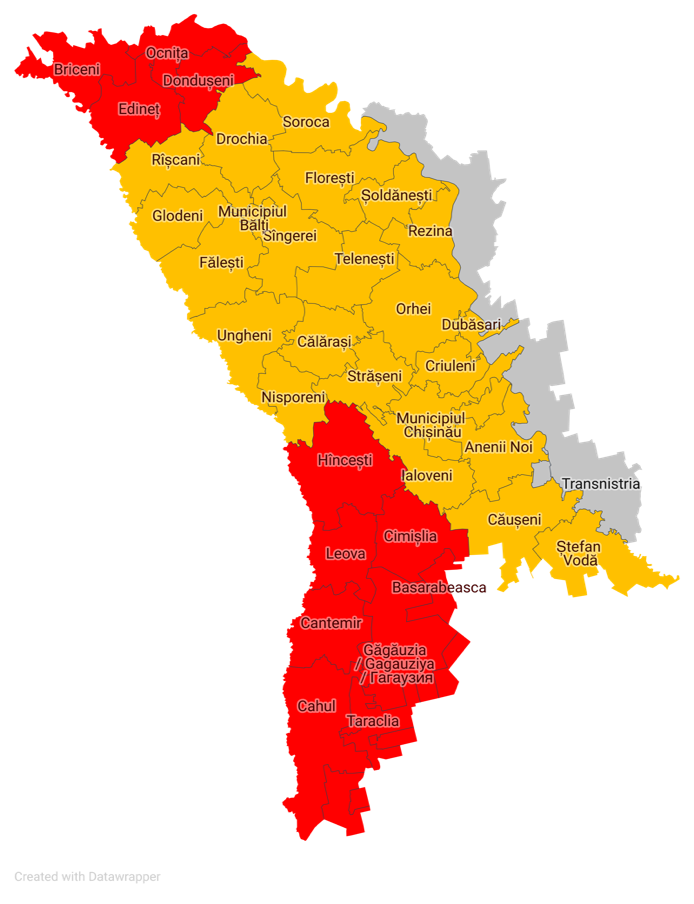 Ocnița
Briceni
Dondușeni
Edineț
Soroca
Drochia
Rîșcani
Florești
Șoldănești
Glodeni
Municipiul
Bălți
Sîngerei
Rezina
Telenești
Fălești
Orhei
Dubăsari
Ungheni
Călărași
Criuleni
Strășeni
Nisporeni
Municipiul
Chișinău
Anenii Noi
Hîncești
Ialoveni
Transnistria
Căușeni
Cimișlia
Ștefan
Vodă
Leova
Basarabeasca
Cantemir
Găgăuzia
/ Gagauziya
/ Гагаузия
Cahul
Taraclia
Created with Datawrapper